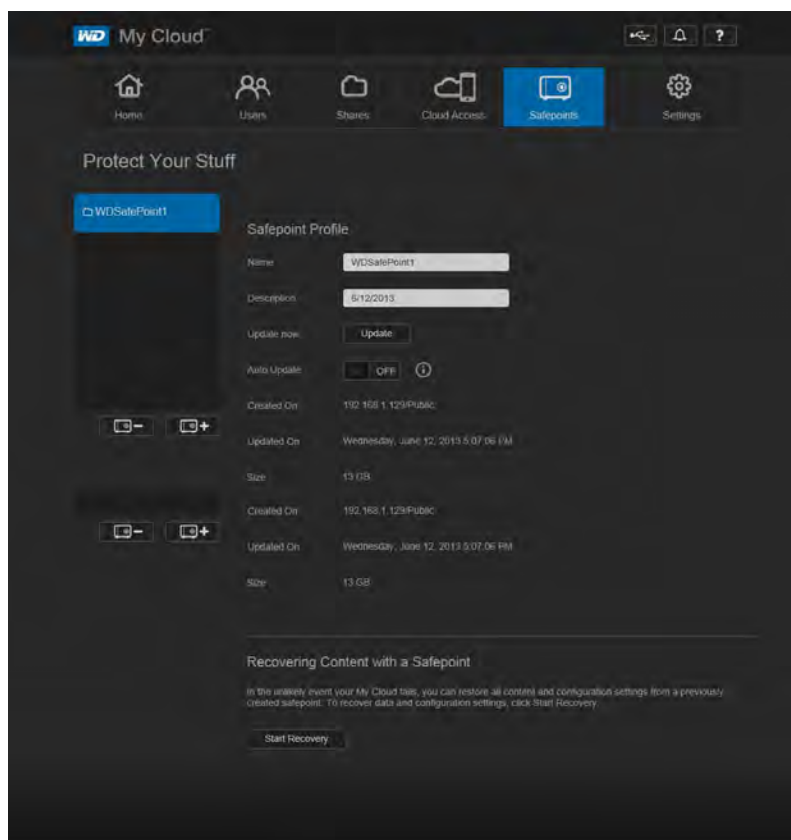 WD My Cloud™
?
Home
Users
Shares
Cloud Access
Safepoints
Settings
Protect Your Stuff
WDSafePoint1
Safepoint Profile
Name WDSafePoint1
Description 6/12/2013
Update now Update
Auto Update OFF
Created On 192.168.1.129/Public
Updated On Wednesday, June 12, 2013 5:07:06 PM
Size 13 GB
Created On 192.168.1.129/Public
Updated On Wednesday, June 12, 2013 5:07:06 PM
Size 13 GB
Recovering Content with a Safepoint
In the unlikely event your My Cloud fails, you can restore all content and configuration settings from a previously
created safepoint. To recover data and configuration settings, click Start Recovery.
Start Recovery